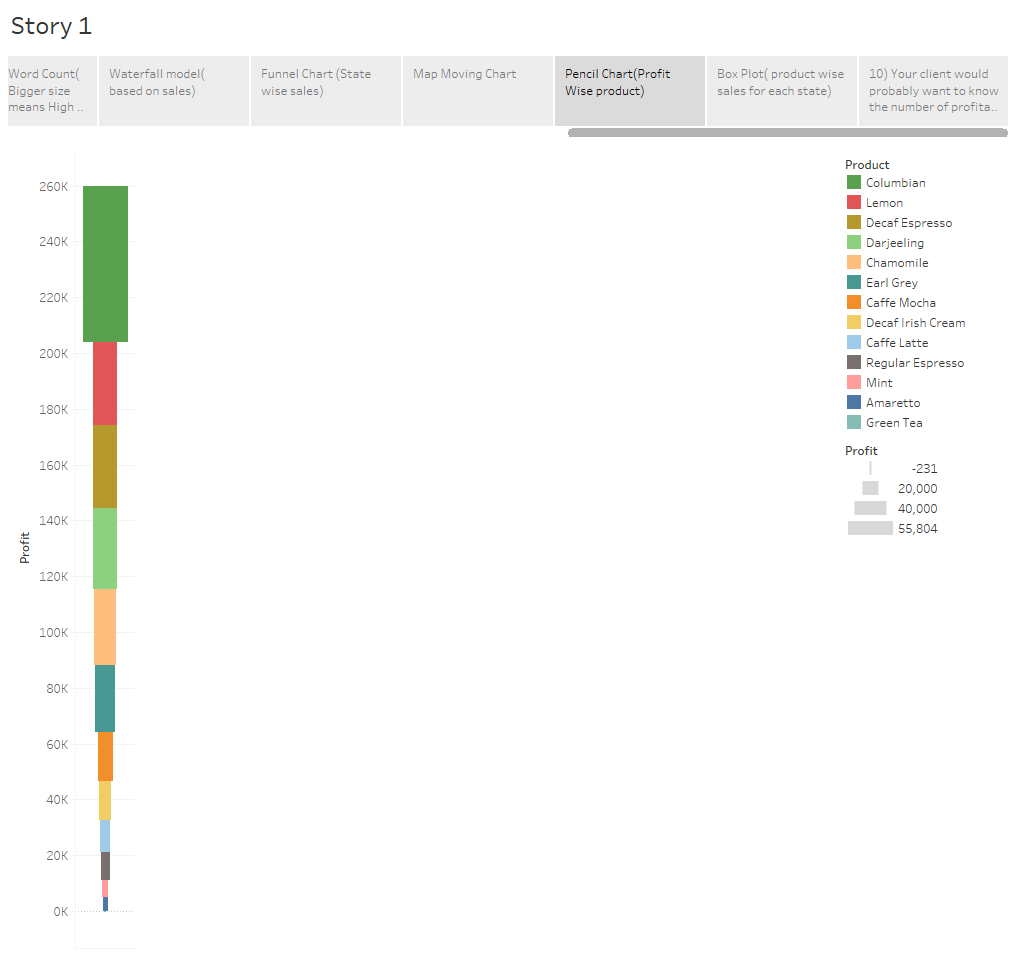 Story 1
Word Count(
Bigger size
means High ..
Waterfall model(
based on sales)
Funnel Chart (State
wise sales)
Map Moving Chart
Pencil Chart(Profit
Wise product)
Box Plot( product wise
sales for each state)
10) Your client would
probably want to know
the number of profita..
260K
240K
220K
200K
180K
160K
140K
120K
100K
80K
60K
40K
20K
0K
Profit
Product
Columbian
Lemon
Decaf Espresso
Darjeeling
Chamomile
Earl Grey
Caffe Mocha
Decaf Irish Cream
Caffe Latte
Regular Espresso
Mint
Amaretto
Green Tea
Profit
-231
20,000
40,000
55,804